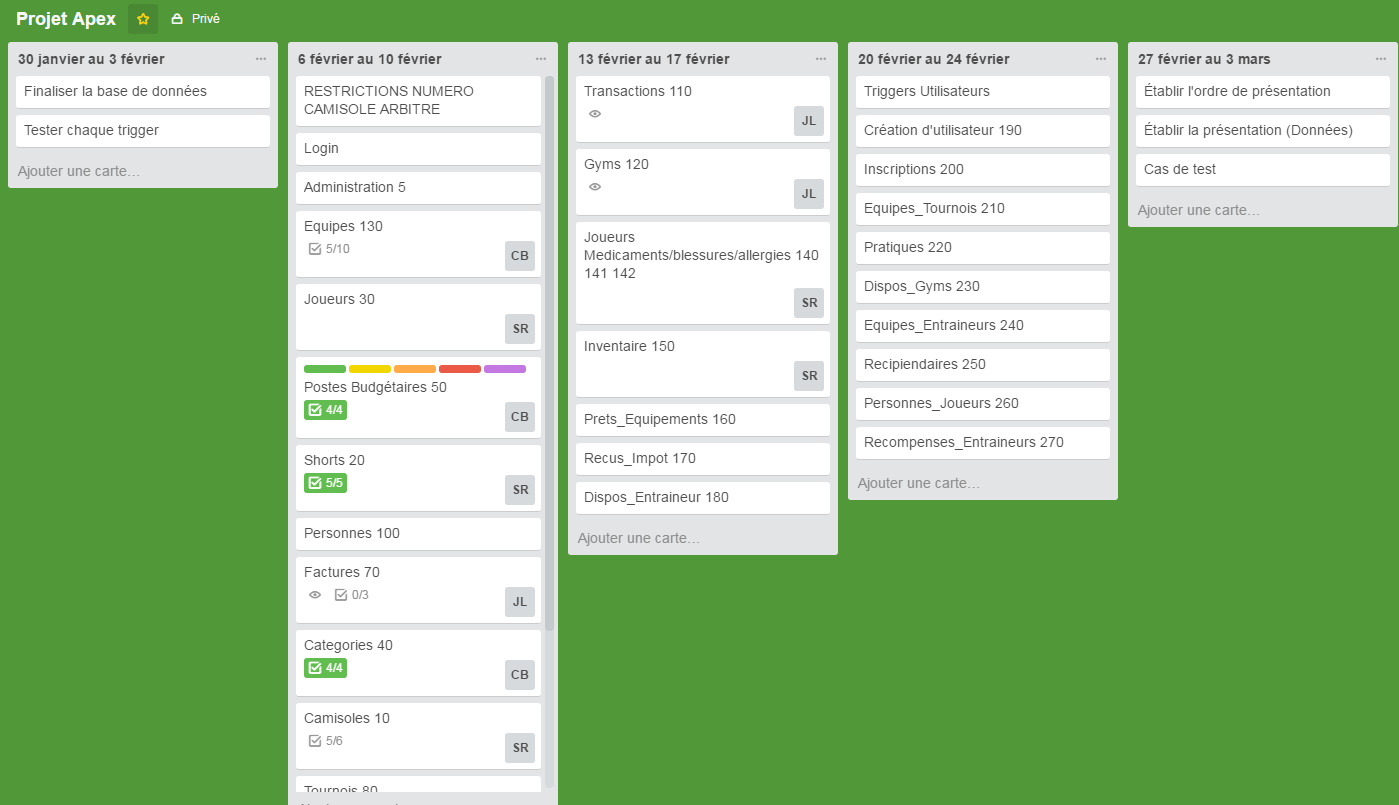 Projet Apex
Privé
30 janvier au 3 février
Finaliser la base de données
Tester chaque trigger
Ajouter une carte…
6 février au 10 février
RESTRICTIONS NUMERO
CAMISOLE ARBITRE
Login
Administration 5
Equipes 130
5/10
CB
Joueurs 30
SR
Postes Budgétaires 50
4/4
CB
Shorts 20
5/5
SR
Personnes 100
Factures 70
0/3
JL
Categories 40
4/4
CB
Camisoles 10
5/6
SR
Tournois 80
13 février au 17 février
Transactions 110
JL
Gyms 120
JL
Joueurs
Medicaments/blessures/allergies 140
141 142
SR
Inventaire 150
SR
Prets_Equipements 160
Recus_Impot 170
Dispos_Entraineur 180
Ajouter une carte…
20 février au 24 février
Triggers Utilisateurs
Création d'utilisateur 190
Inscriptions 200
Equipes_Tournois 210
Pratiques 220
Dispos_Gyms 230
Equipes_Entraineurs 240
Recipiendaires 250
Personnes_Joueurs 260
Recompenses_Entraineurs 270
Ajouter une carte…
27 février au 3 mars
Établir l'ordre de présentation
Établir la présentation (Données)
Cas de test
Ajouter une carte…